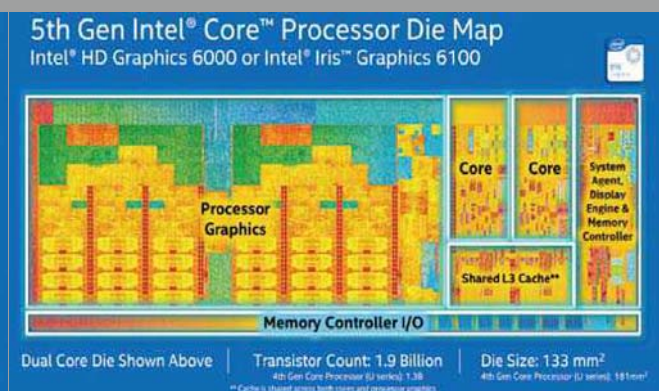 5th Gen Intel® Core™ Processor Die Map
Intel® HD Graphics 6000 or Intel® Iris™ Graphics 6100
Processor
Graphics
Core
Core
System
Agent,
Display
Engine &
Memory
Controller
Shared L3 Cache**
Memory Controller I/O
Dual Core Die Shown Above
Transistor Count: 1.9 Billion
4th Gen Core Processor (U series): 1.3B
Die Size: 133 mm²
4th Gen Core Processor (U series): 181mm²
** Cache is shared across both cores and processor graphics